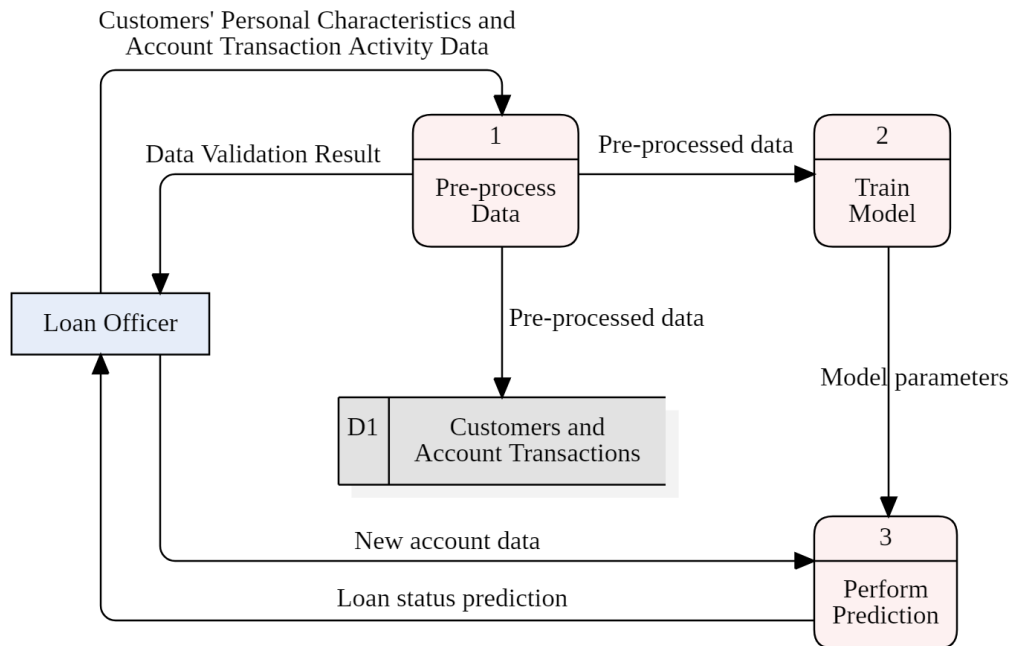 Customers' Personal Characteristics and
Account Transaction Activity Data
1
Pre-process
Data
Pre-processed data
2
Train
Model
Data Validation Result
Loan Officer
Pre-processed data
Model parameters
D1
Customers and
Account Transactions
New account data
3
Perform
Prediction
Loan status prediction